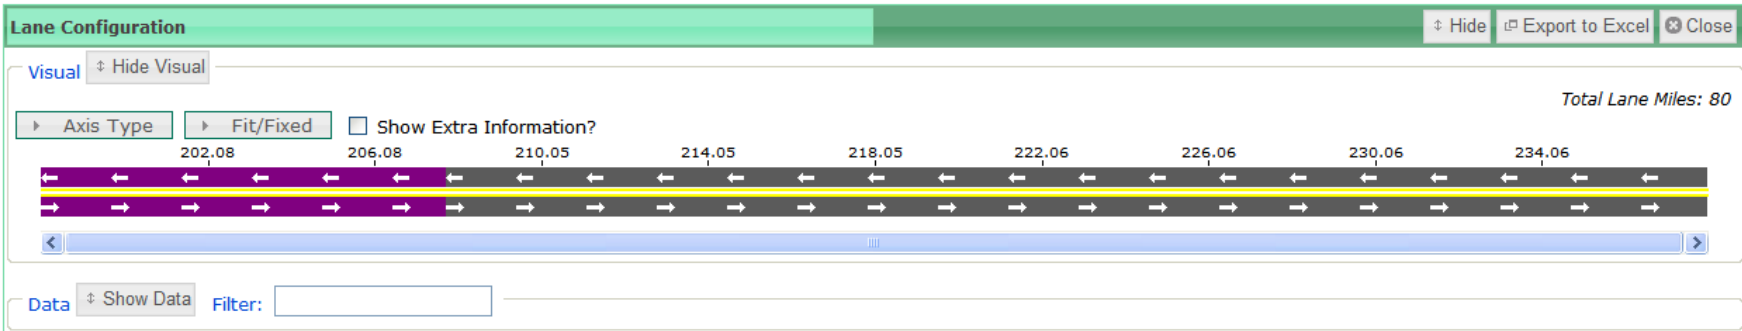 Lane Configuration Hide Export to Excel Close
Visual Hide Visual
Total Lane Miles: 80
Axis Type Fit/Fixed Show Extra Information?
202.08 206.08 210.05 214.05 218.05 222.06 226.06 230.06 234.06
Data Show Data Filter: